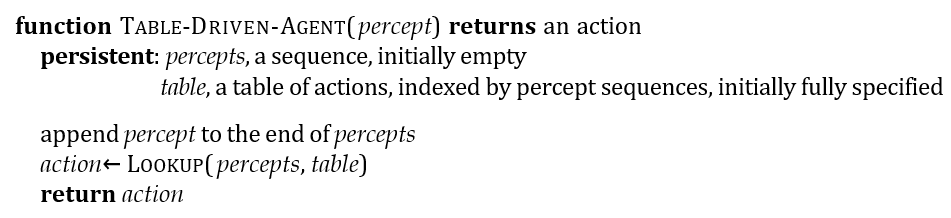 function TABLE-DRIVEN-AGENT(percept) returns an action
persistent: percepts, a sequence, initially empty
table, a table of actions, indexed by percept sequences, initially fully specified
append percept to the end of percepts
action← LOOKUP(percepts, table)
return action